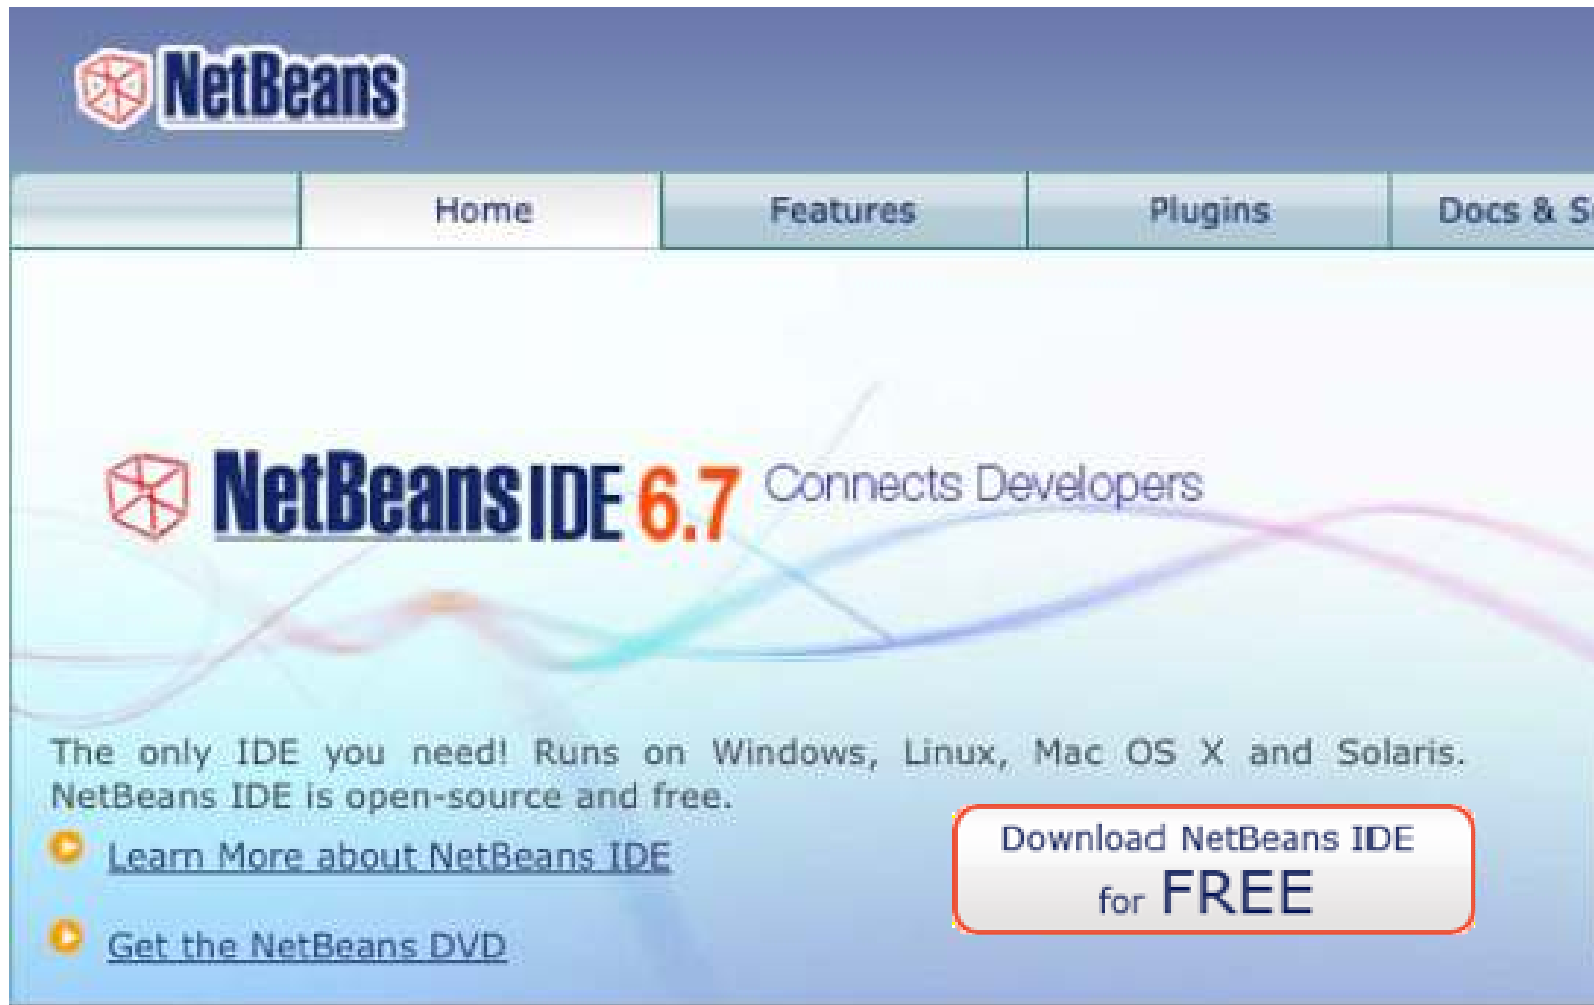 NetBeans
Home Features Plugins Docs &
NetBeans IDE 6.7 Connects Developers
The only IDE you need! Runs on Windows, Linux, Mac OS X and Solaris.
NetBeans IDE is open-source and free.
Learn More about NetBeans IDE
Get the NetBeans DVD
Download NetBeans IDE
for FREE